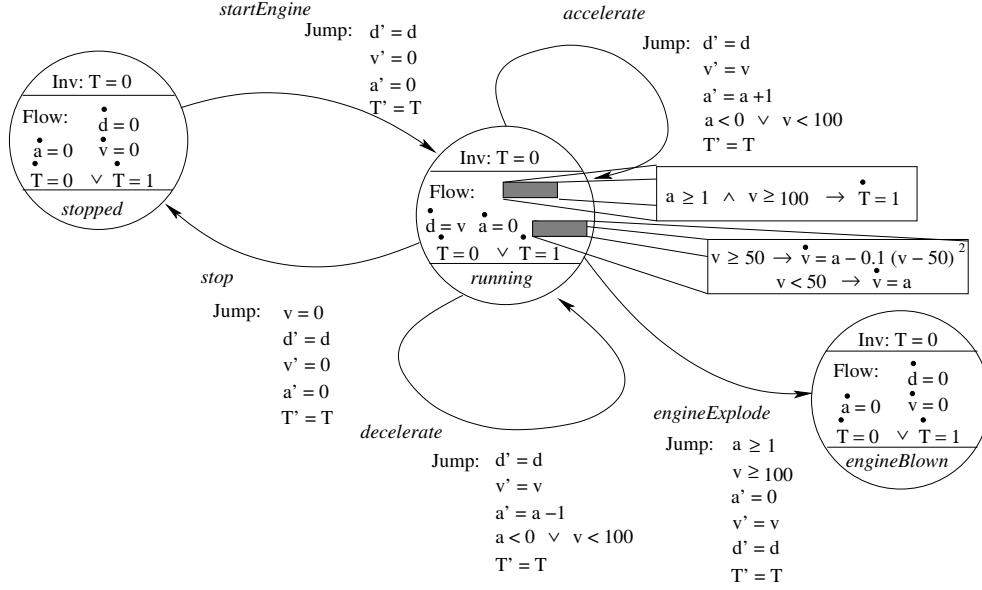 startEngine
Jump: d' = d
v' = 0
a' = 0
T' = T
accelerate
Jump: d' = d
v' = v
a' = a +1
a < 0 ∨ v < 100
T' = T
Inv: T = 0
Flow:
ḋ = 0
ȧ = 0 v̇ = 0
Ṫ = 0 ∨ Ṫ = 1
stopped
Inv: T = 0
Flow:
ḋ = v ȧ = 0
Ṫ = 0 ∨ Ṫ = 1
running
a ≥ 1 ∧ v ≥ 100 → Ṫ = 1
v ≥ 50 → v̇ = a – 0.1 (v – 50) ²
v < 50 → v̇ = a
stop
Jump: v = 0
d' = d
v' = 0
a' = 0
T' = T
decelerate
Jump: d' = d
v' = v
a' = a –1
a < 0 ∨ v < 100
T' = T
engineExplode
Jump: a ≥ 1
v ≥ 100
a' = 0
v' = v
d' = d
T' = T
Inv: T = 0
Flow:
ḋ = 0
ȧ = 0 v̇ = 0
Ṫ = 0 ∨ Ṫ = 1
engineBlown